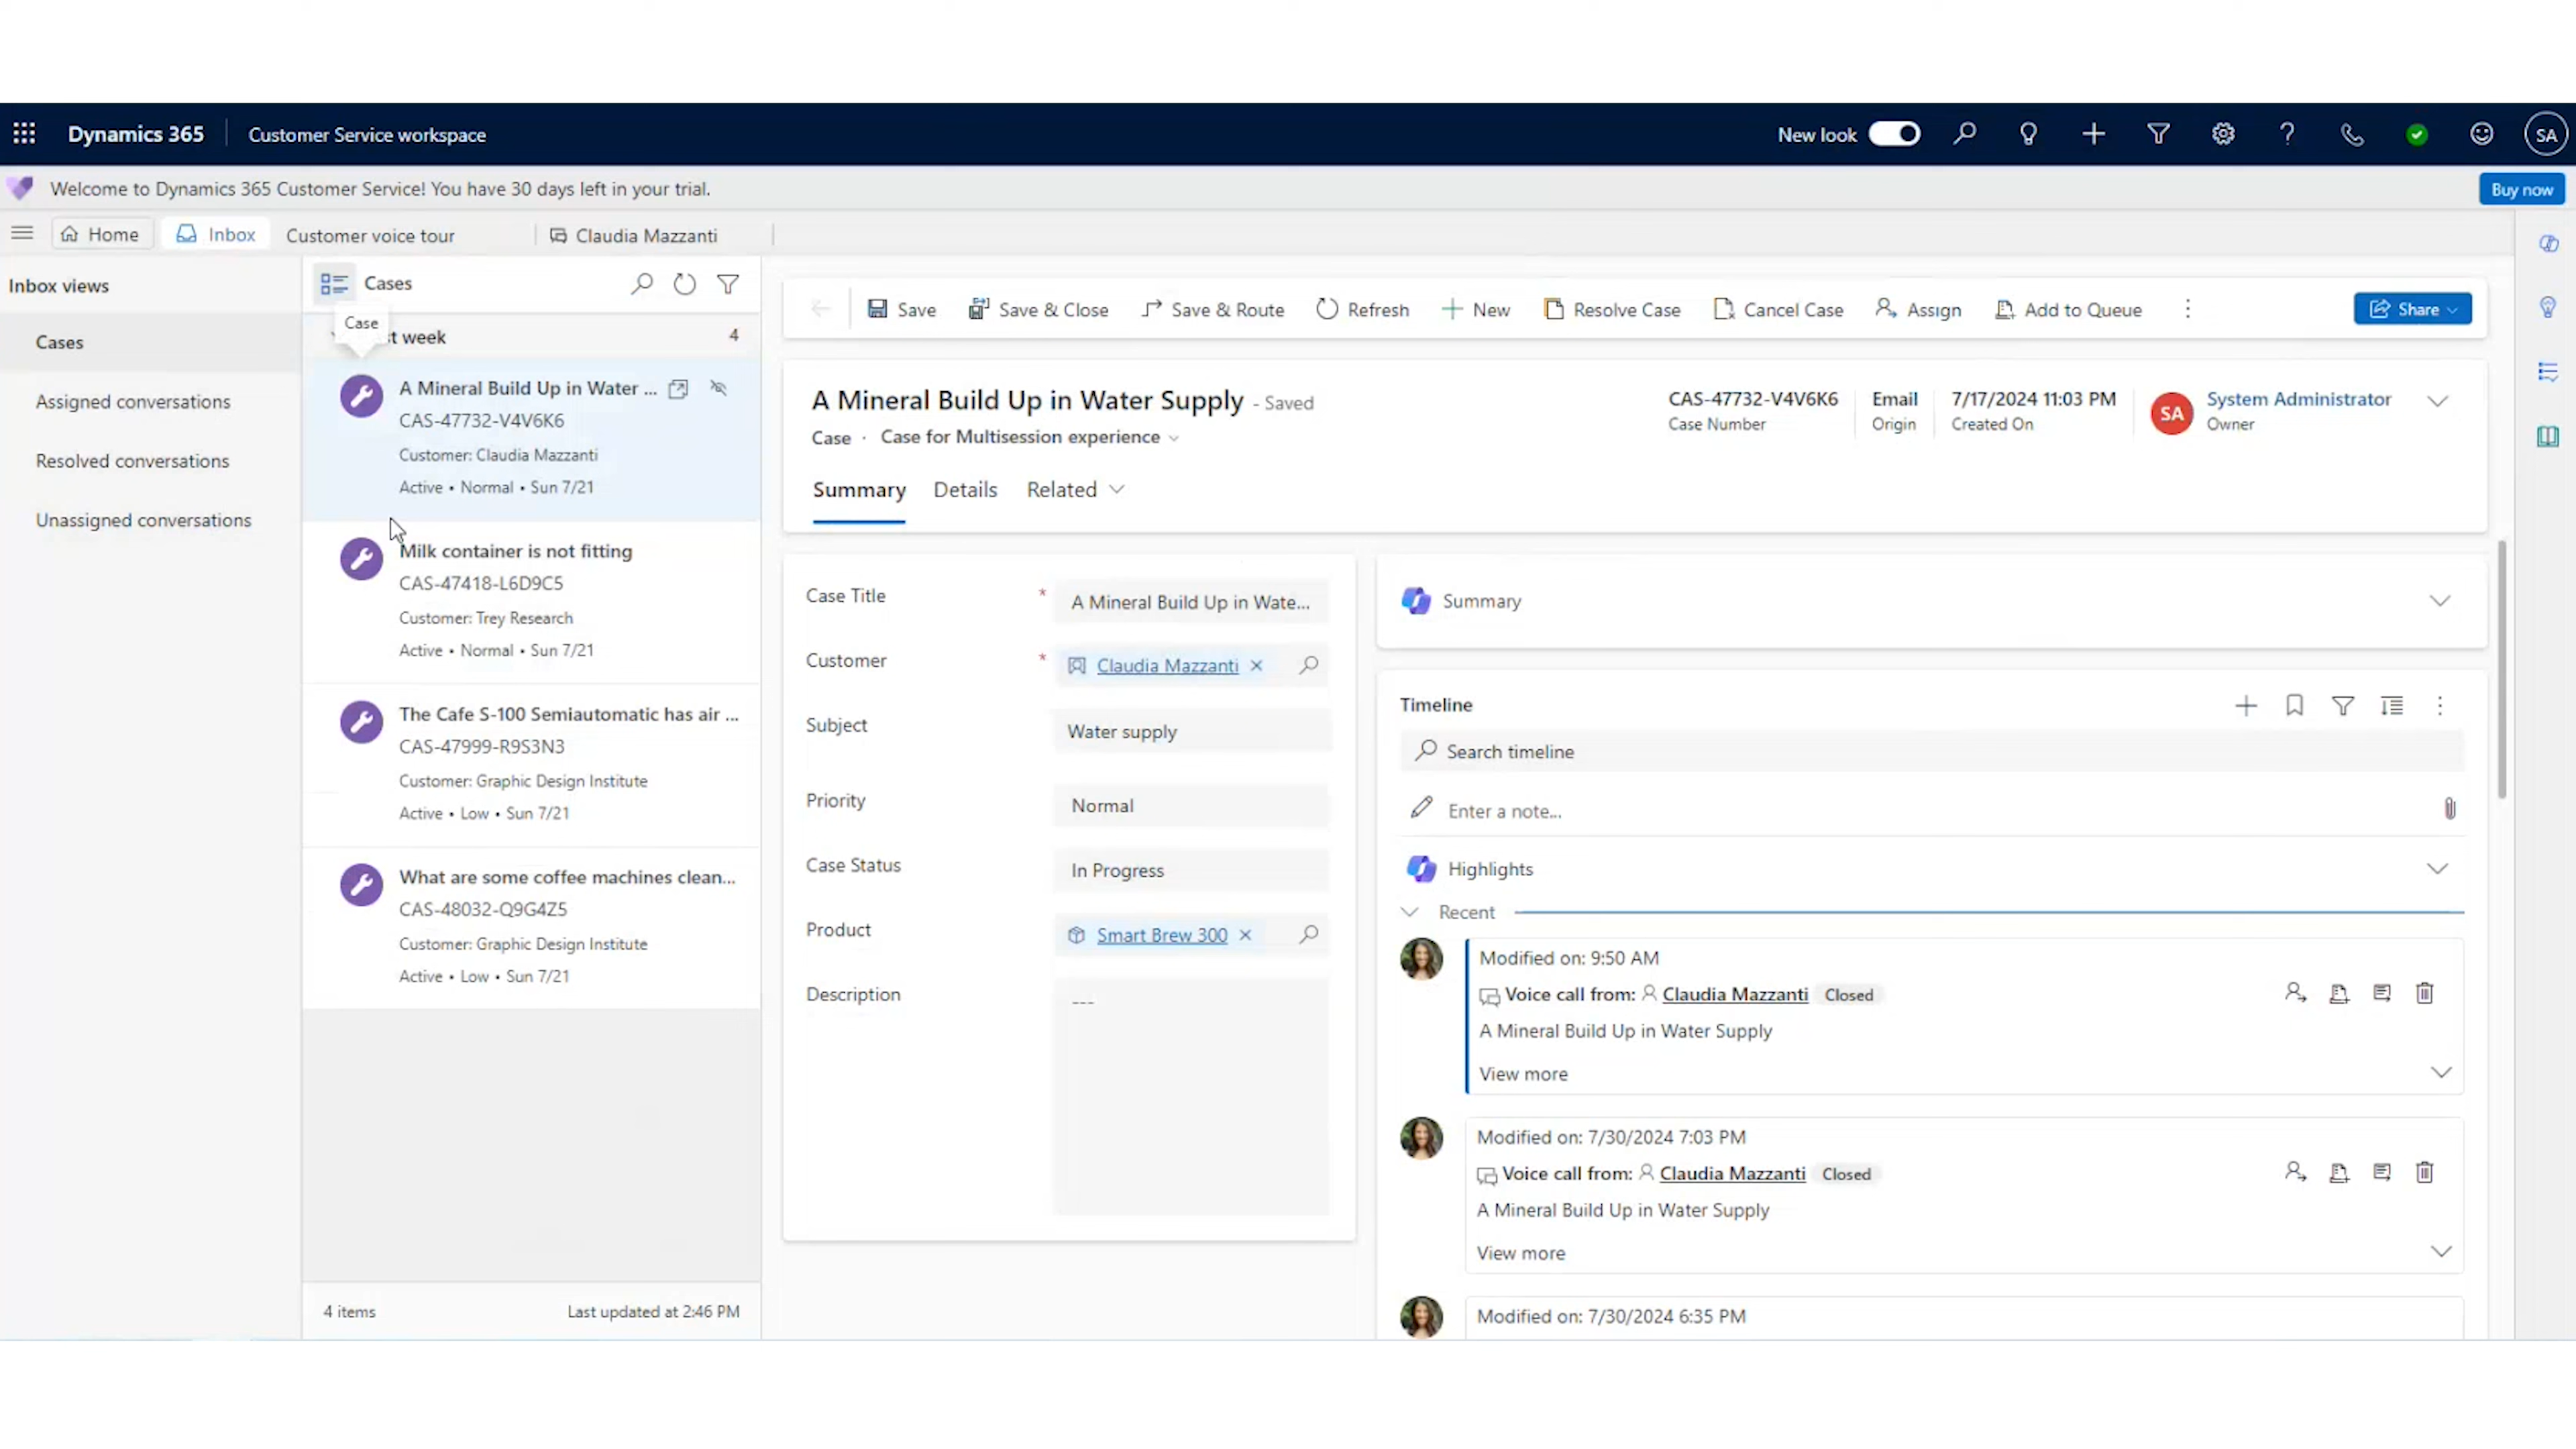 Dynamics 365
Customer Service workspace
New look
SA
Welcome to Dynamics 365 Customer Service! You have 30 days left in your trial.
Buy now
Home
Inbox
Customer voice tour
Claudia Mazzanti
Inbox views
Cases
Assigned conversations
Resolved conversations
Unassigned conversations
Cases
Case
week
4
A Mineral Build Up in Water ...
CAS-47732-V4V6K6
Customer: Claudia Mazzanti
Active • Normal • Sun 7/21
Milk container is not fitting
CAS-47418-L6D9C5
Customer: Trey Research
Active • Normal • Sun 7/21
The Cafe S-100 Semiautomatic has air ...
CAS-47999-R9S3N3
Customer: Graphic Design Institute
Active • Low • Sun 7/21
What are some coffee machines clean...
CAS-48032-Q9G4Z5
Customer: Graphic Design Institute
Active • Low • Sun 7/21
4 items
Last updated at 2:46 PM
Save
Save & Close
Save & Route
Refresh
New
Resolve Case
Cancel Case
Assign
Add to Queue
Share
A Mineral Build Up in Water Supply - Saved
Case · Case for Multisession experience
CAS-47732-V4V6K6
Case Number
Email
Origin
7/17/2024 11:03 PM
Created On
SA
System Administrator
Owner
Summary
Details
Related
Case Title * A Mineral Build Up in Wate...
Customer * Claudia Mazzanti
Subject Water supply
Priority Normal
Case Status In Progress
Product Smart Brew 300
Description ---
Summary
Timeline
Search timeline
Enter a note...
Highlights
Recent
Modified on: 9:50 AM
Voice call from: Claudia Mazzanti Closed
A Mineral Build Up in Water Supply
View more
Modified on: 7/30/2024 7:03 PM
Voice call from: Claudia Mazzanti Closed
A Mineral Build Up in Water Supply
View more
Modified on: 7/30/2024 6:35 PM